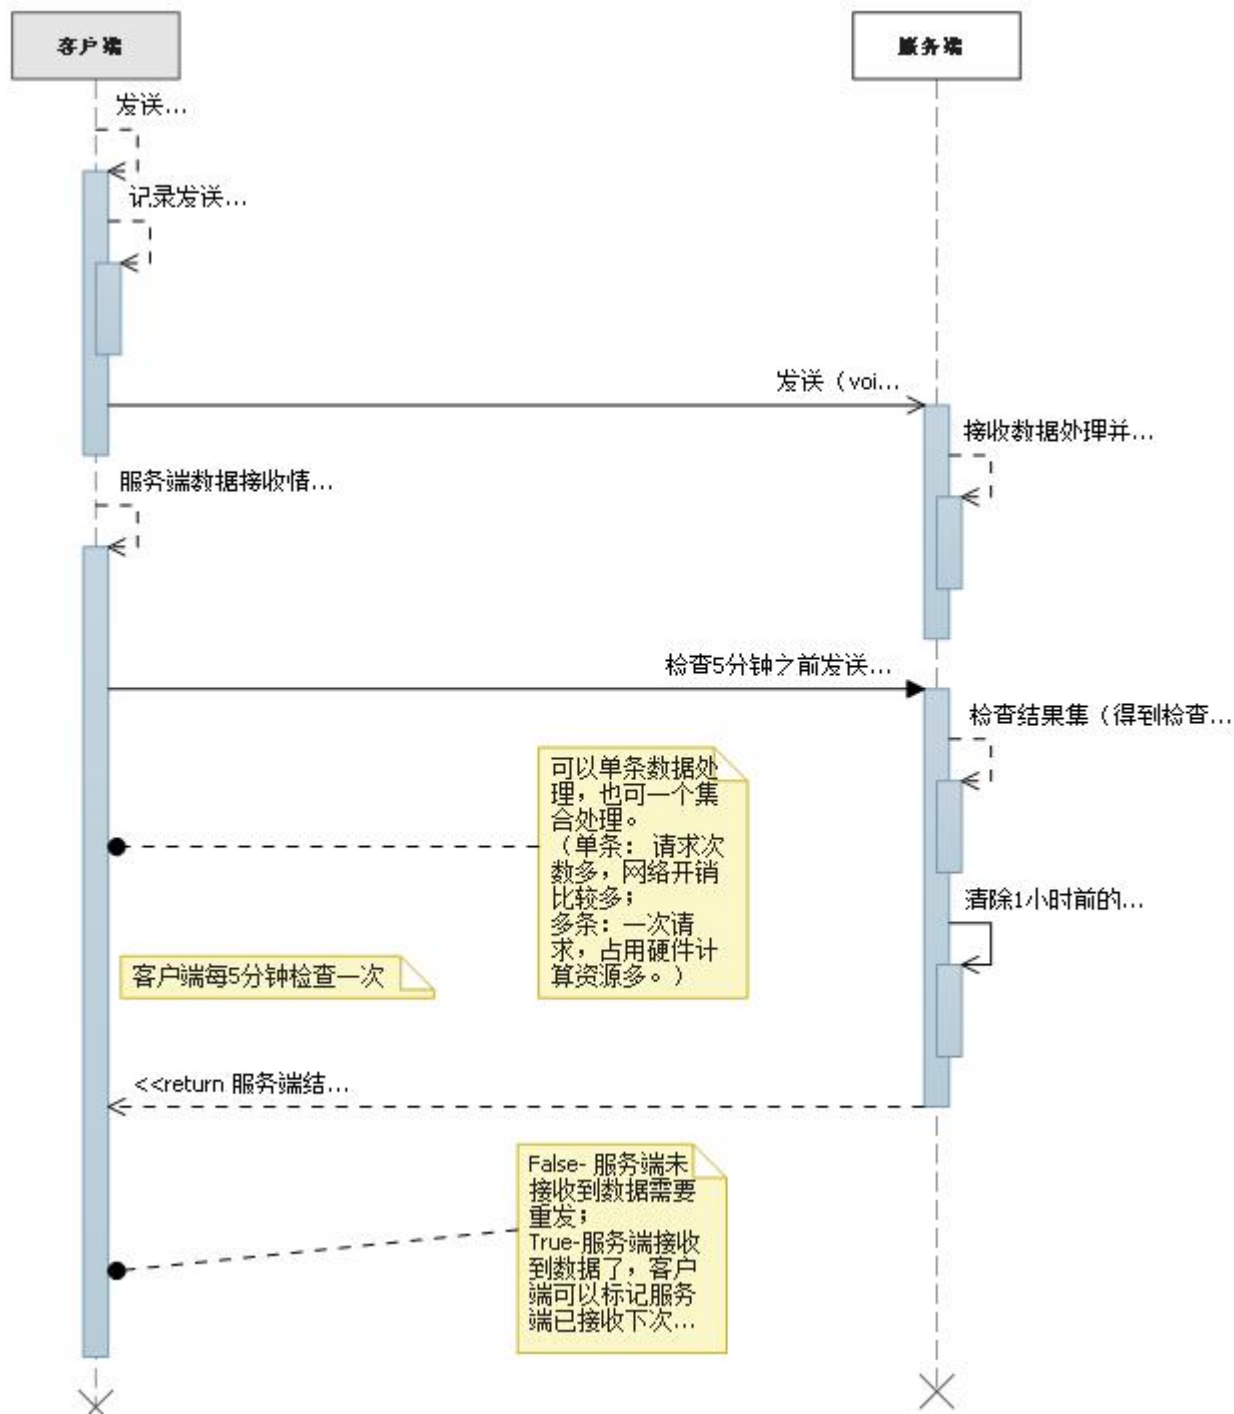 客户端
服务端
发送...
记录发送...
发送（voi...
接收数据处理并...
服务端数据接收情...
检查5分钟之前发送...
检查结果集（得到检查...
可以单条数据处
理，也可一个集
合处理。
（单条： 请求次
数多，网络开销
比较多；
多条：一次请
求，占用硬件计
算资源多。）
清除1小时前的...
客户端每5分钟检查一次
<<return 服务端结...
False- 服务端未
接收到数据需要
重发；
True-服务端接收
到数据了，客户
端可以标记服务
端已接收下次...